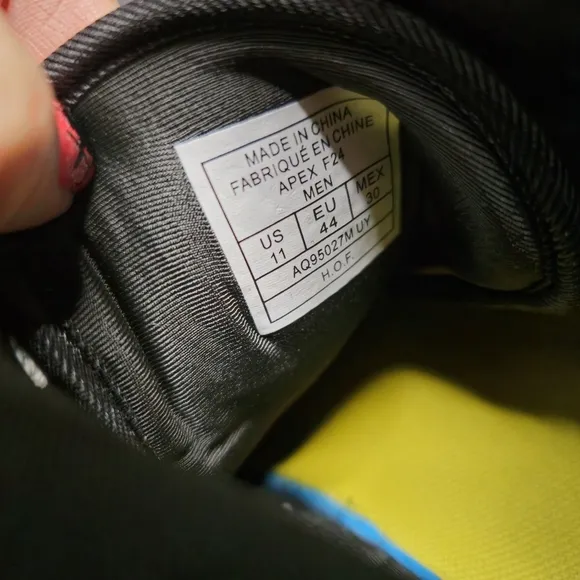 MADE IN CHINA
FABRIQUÉ EN CHINE
APEX F24
MEN
US EU MEX
11 44 30
AQ95027M UY
H.O.F.